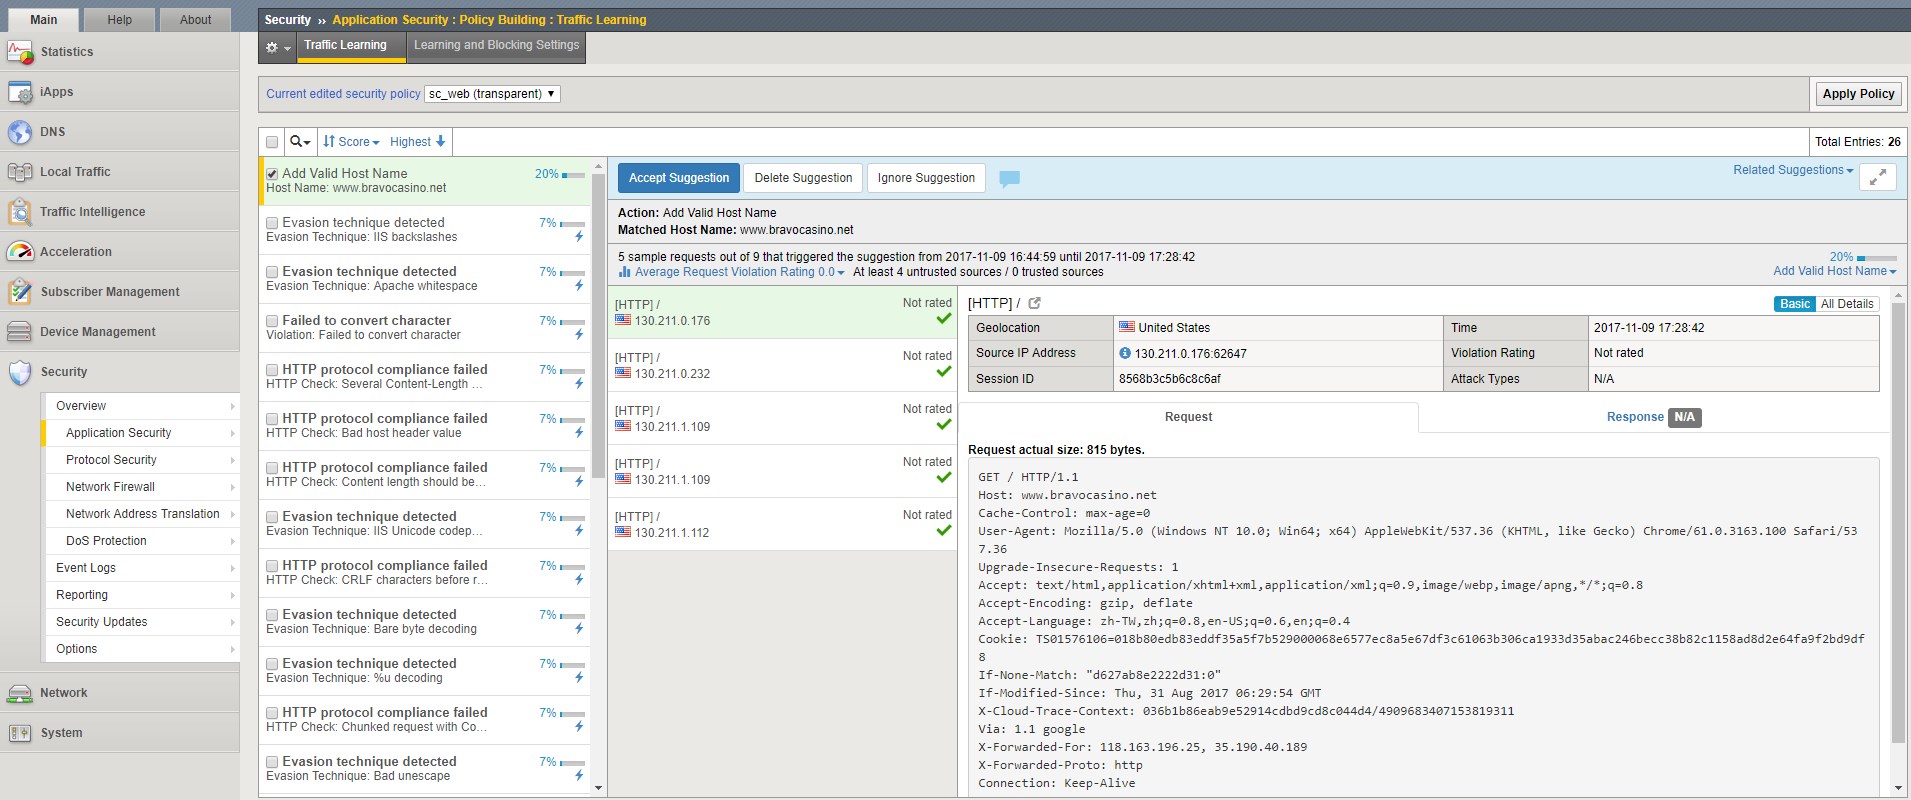 Main
Help
About
Statistics
iApps
DNS
Local Traffic
Traffic Intelligence
Acceleration
Subscriber Management
Device Management
Security
Overview
Application Security
Protocol Security
Network Firewall
Network Address Translation
DoS Protection
Event Logs
Reporting
Security Updates
Options
Network
System
Security ›› Application Security : Policy Building : Traffic Learning
Traffic Learning
Learning and Blocking Settings
Current edited security policy sc_web (transparent)
Apply Policy
Score
Highest
Total Entries: 26
Add Valid Host Name 20%
Host Name: www.bravocasino.net
Evasion technique detected 7%
Evasion Technique: IIS backslashes
Evasion technique detected 7%
Evasion Technique: Apache whitespace
Failed to convert character 7%
Violation: Failed to convert character
HTTP protocol compliance failed 7%
HTTP Check: Several Content-Length ...
HTTP protocol compliance failed 7%
HTTP Check: Bad host header value
HTTP protocol compliance failed 7%
HTTP Check: Content length should be...
Evasion technique detected 7%
Evasion Technique: IIS Unicode codep...
HTTP protocol compliance failed 7%
HTTP Check: CRLF characters before r...
Evasion technique detected 7%
Evasion Technique: Bare byte decoding
Evasion technique detected 7%
Evasion Technique: %u decoding
HTTP protocol compliance failed 7%
HTTP Check: Chunked request with Co...
Evasion technique detected 7%
Evasion Technique: Bad unescape
Accept Suggestion
Delete Suggestion
Ignore Suggestion
Related Suggestions
Action: Add Valid Host Name
Matched Host Name: www.bravocasino.net
5 sample requests out of 9 that triggered the suggestion from 2017-11-09 16:44:59 until 2017-11-09 17:28:42
20%
Average Request Violation Rating 0.0 At least 4 untrusted sources / 0 trusted sources
Add Valid Host Name
[HTTP] / Not rated
130.211.0.176
[HTTP] / Not rated
130.211.0.232
[HTTP] / Not rated
130.211.1.109
[HTTP] / Not rated
130.211.1.109
[HTTP] / Not rated
130.211.1.112
[HTTP] /
Basic All Details
Geolocation United States Time 2017-11-09 17:28:42
Source IP Address 130.211.0.176:62647 Violation Rating Not rated
Session ID 8568b3c5b6c8c6af Attack Types N/A
Request
Response N/A
Request actual size: 815 bytes.
GET / HTTP/1.1
Host: www.bravocasino.net
Cache-Control: max-age=0
User-Agent: Mozilla/5.0 (Windows NT 10.0; Win64; x64) AppleWebKit/537.36 (KHTML, like Gecko) Chrome/61.0.3163.100 Safari/53
7.36
Upgrade-Insecure-Requests: 1
Accept: text/html,application/xhtml+xml,application/xml;q=0.9,image/webp,image/apng,*/*;q=0.8
Accept-Encoding: gzip, deflate
Accept-Language: zh-TW,zh;q=0.8,en-US;q=0.6,en;q=0.4
Cookie: TS01576106=018b80edb83eddf35a5f7b529000068e6577ec8a5e67df3c61063b306ca1933d35abac246becc38b82c1158ad8d2e64fa9f2bd9df
8
If-None-Match: "d627ab8e2222d31:0"
If-Modified-Since: Thu, 31 Aug 2017 06:29:54 GMT
X-Cloud-Trace-Context: 036b1b86eab9e52914cdbd9cd8c044d4/4909683407153819311
Via: 1.1 google
X-Forwarded-For: 118.163.196.25, 35.190.40.189
X-Forwarded-Proto: http
Connection: Keep-Alive